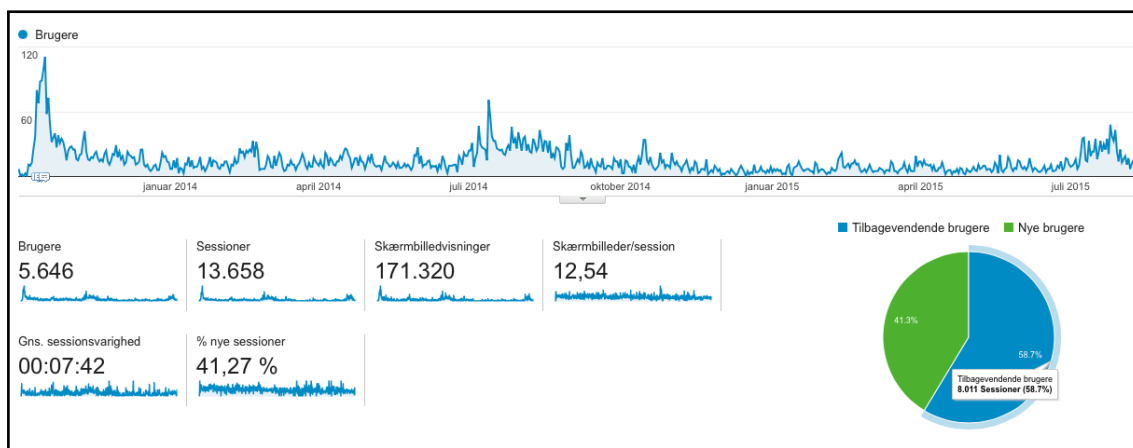 Brugere
120
60
januar 2014
april 2014
juli 2014
oktober 2014
januar 2015
april 2015
juli 2015
Brugere
5.646
Sessioner
13.658
Skærmbilledvisninger
171.320
Skærmbilleder/session
12,54
Gns. sessionsvarighed
00:07:42
% nye sessioner
41,27 %
Tilbagevendende brugere
Nye brugere
41.3%
58.7%
Tilbagevendende brugere
8.011 Sessioner (58.7%)